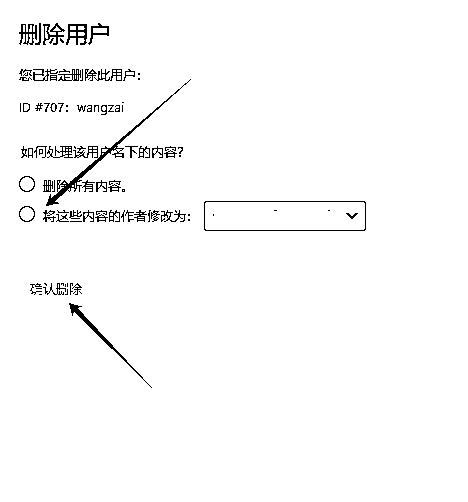 删除用户
您已指定删除此用户：
ID #707：wangzai
如何处理该用户名下的内容？
删除所有内容。
将这些内容的作者修改为：
确认删除